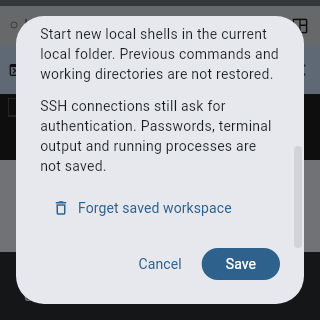 Start new local shells in the current
local folder. Previous commands and
working directories are not restored.
SSH connections still ask for
authentication. Passwords, terminal
output and running processes are
not saved.
Forget saved workspace
Cancel
Save